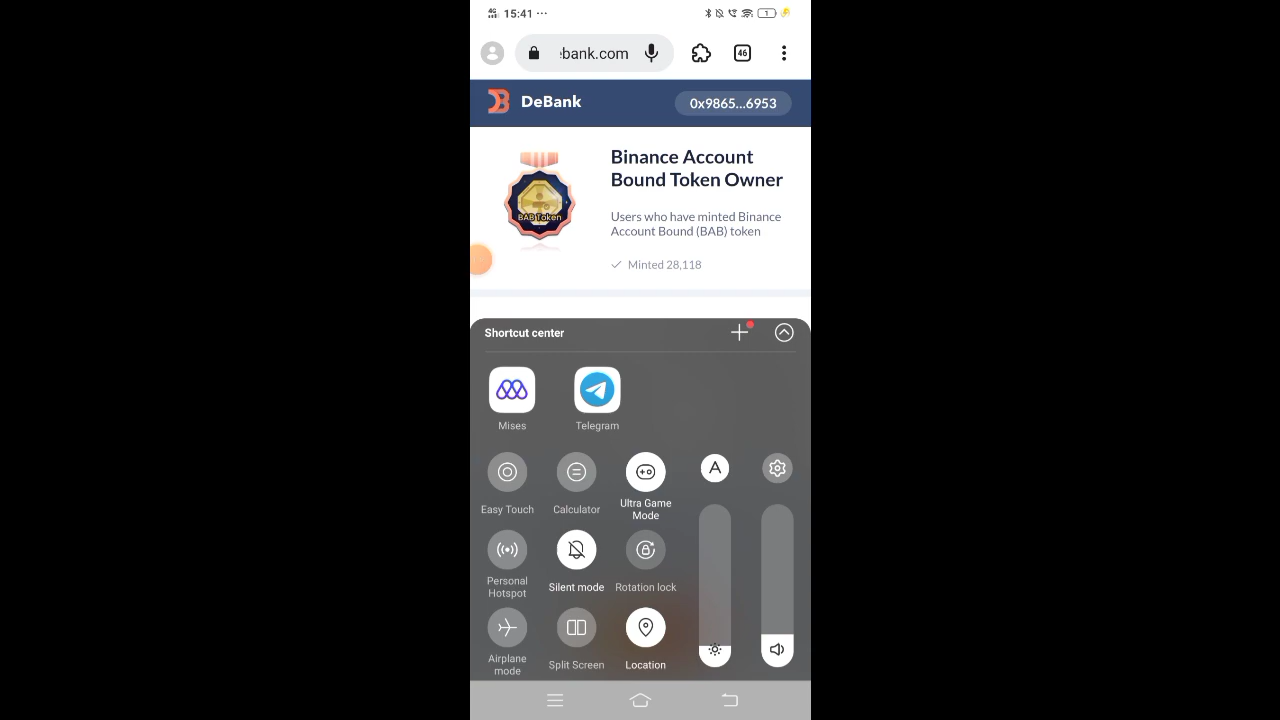 4G 15:41 ··· 1
:bank.com 46
DeBank 0x9865...6953
Binance Account
Bound Token Owner
BAB Token
Users who have minted Binance
Account Bound (BAB) token
Minted 28,118
Shortcut center
Mises Telegram
A
Easy Touch Calculator Ultra Game
Mode
Personal
Hotspot Silent mode Rotation lock
Airplane
mode Split Screen Location